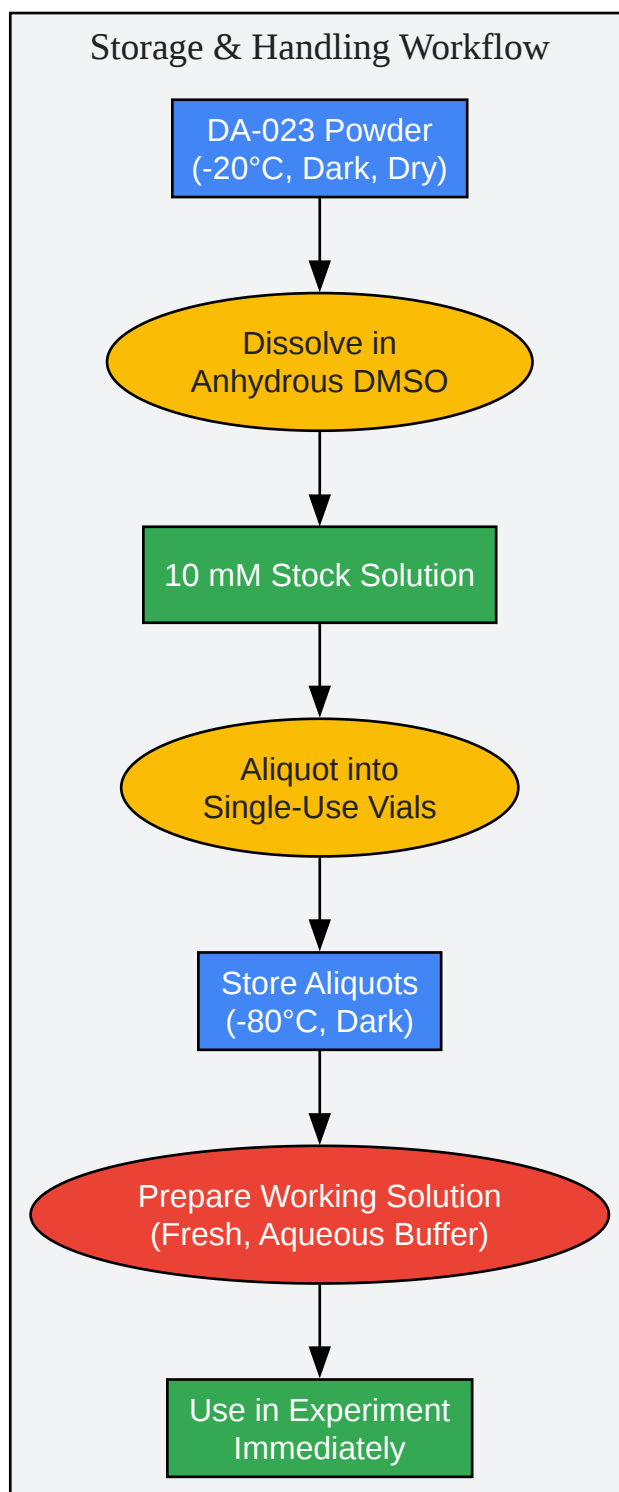 Storage & Handling Workflow
DA-023 Powder
(-20°C, Dark, Dry)
Dissolve in
Anhydrous DMSO
10 mM Stock Solution
Aliquot into
Single-Use Vials
Store Aliquots
(-80°C, Dark)
Prepare Working Solution
(Fresh, Aqueous Buffer)
Use in Experiment
Immediately